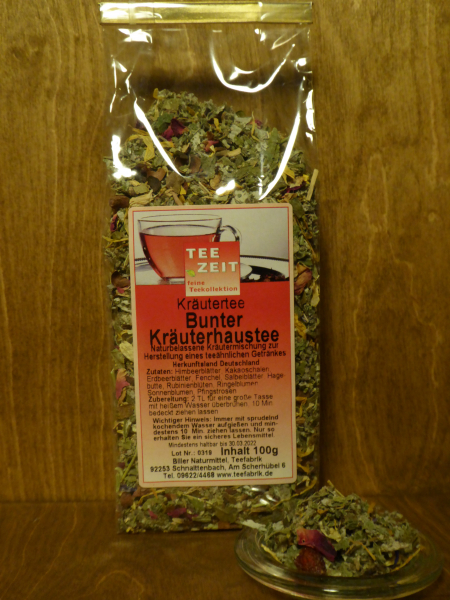 TEE
ZEIT
feine
Teekollektion
Kräutertee
Bunter
Kräuterhaustee
Naturbelassene Kräutermischung zur
Herstellung eines teeähnlichen Getränkes
Herkunftsland Deutschland
Zutaten: Himbeerblätter, Kakaoschalen,
Erdbeerblätter, Fenchel, Salbeiblätter, Hage-
butte, Rubinienblüten, Ringelblumen,
Sonnenblumen, Pfingstrosen
Zubereitung: 2 TL für eine große Tasse
mit heißem Wasser überbrühen, 10 Min.
bedeckt ziehen lassen
Wichtiger Hinweis: Immer mit sprudelnd
kochendem Wasser aufgießen und min-
destens 10 Min. ziehen lassen. Nur so
erhalten Sie ein sicheres Lebensmittel.
Mindestens haltbar bis 30.03.2022
Lot Nr.: 0319 Inhalt 100g
Biller Naturmittel, Teefabrik
92253 Schnaittenbach, Am Scherhübel 6
Tel. 09622/4468 www.teefabrik.de